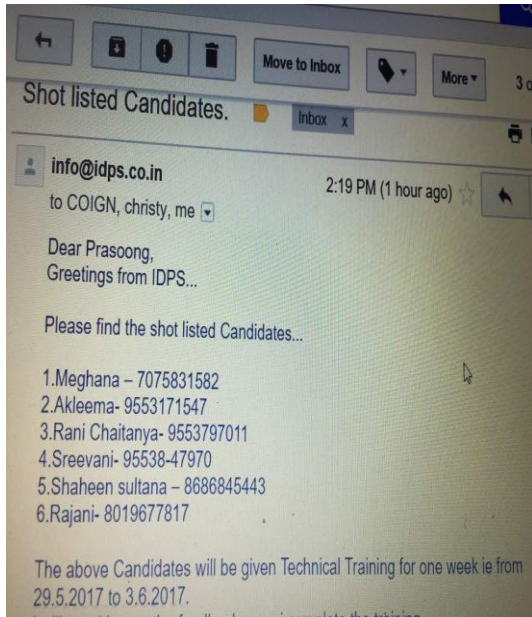 Move to Inbox
More
3 o
Shot listed Candidates.
Inbox x
info@idps.co.in
2:19 PM (1 hour ago)
to COIGN, christy, me
Dear Prasoong,
Greetings from IDPS...
Please find the shot listed Candidates...
1.Meghana – 7075831582
2.Akleema- 9553171547
3.Rani Chaitanya- 9553797011
4.Sreevani- 95538-47970
5.Shaheen sultana – 8686845443
6.Rajani- 8019677817
The above Candidates will be given Technical Training for one week ie from
29.5.2017 to 3.6.2017.